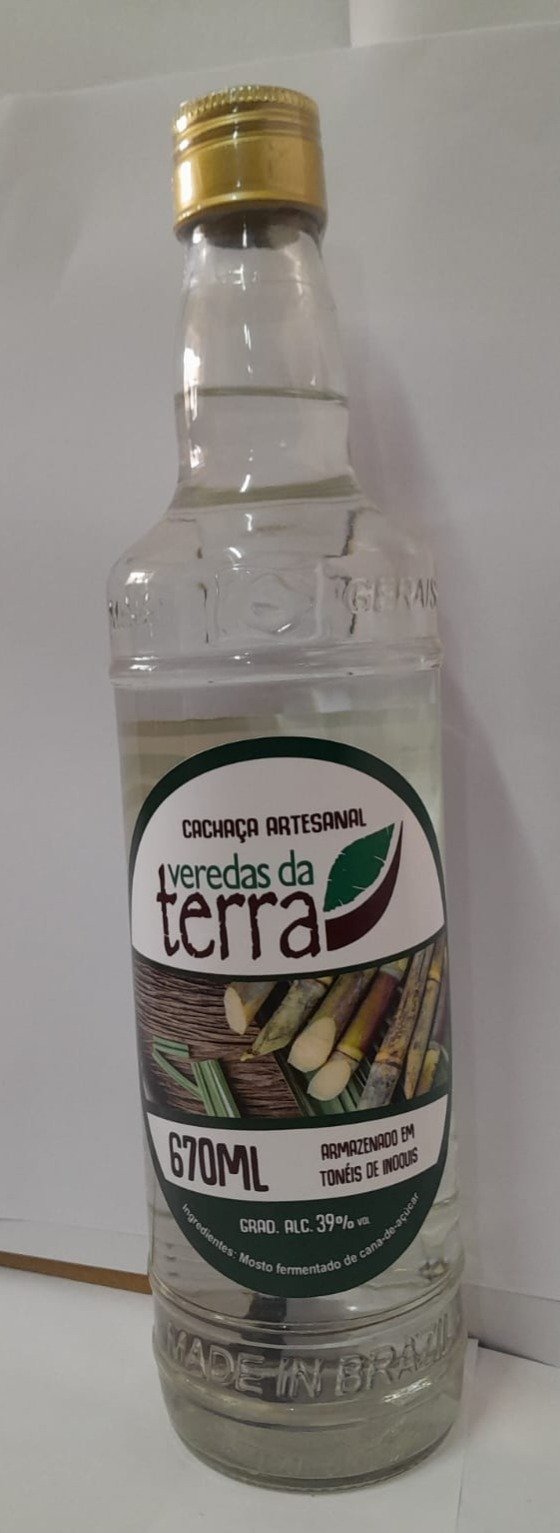 GERAIS
CACHAÇA ARTESANAL
veredas da
terra
670ML
ARMAZENADO EM
TONÉIS DE INOQUIS
GRAD. ALC. 39% VOL
Ingredientes: Mosto fermentado de cana-de-açúcar
MADE IN BRAZIL